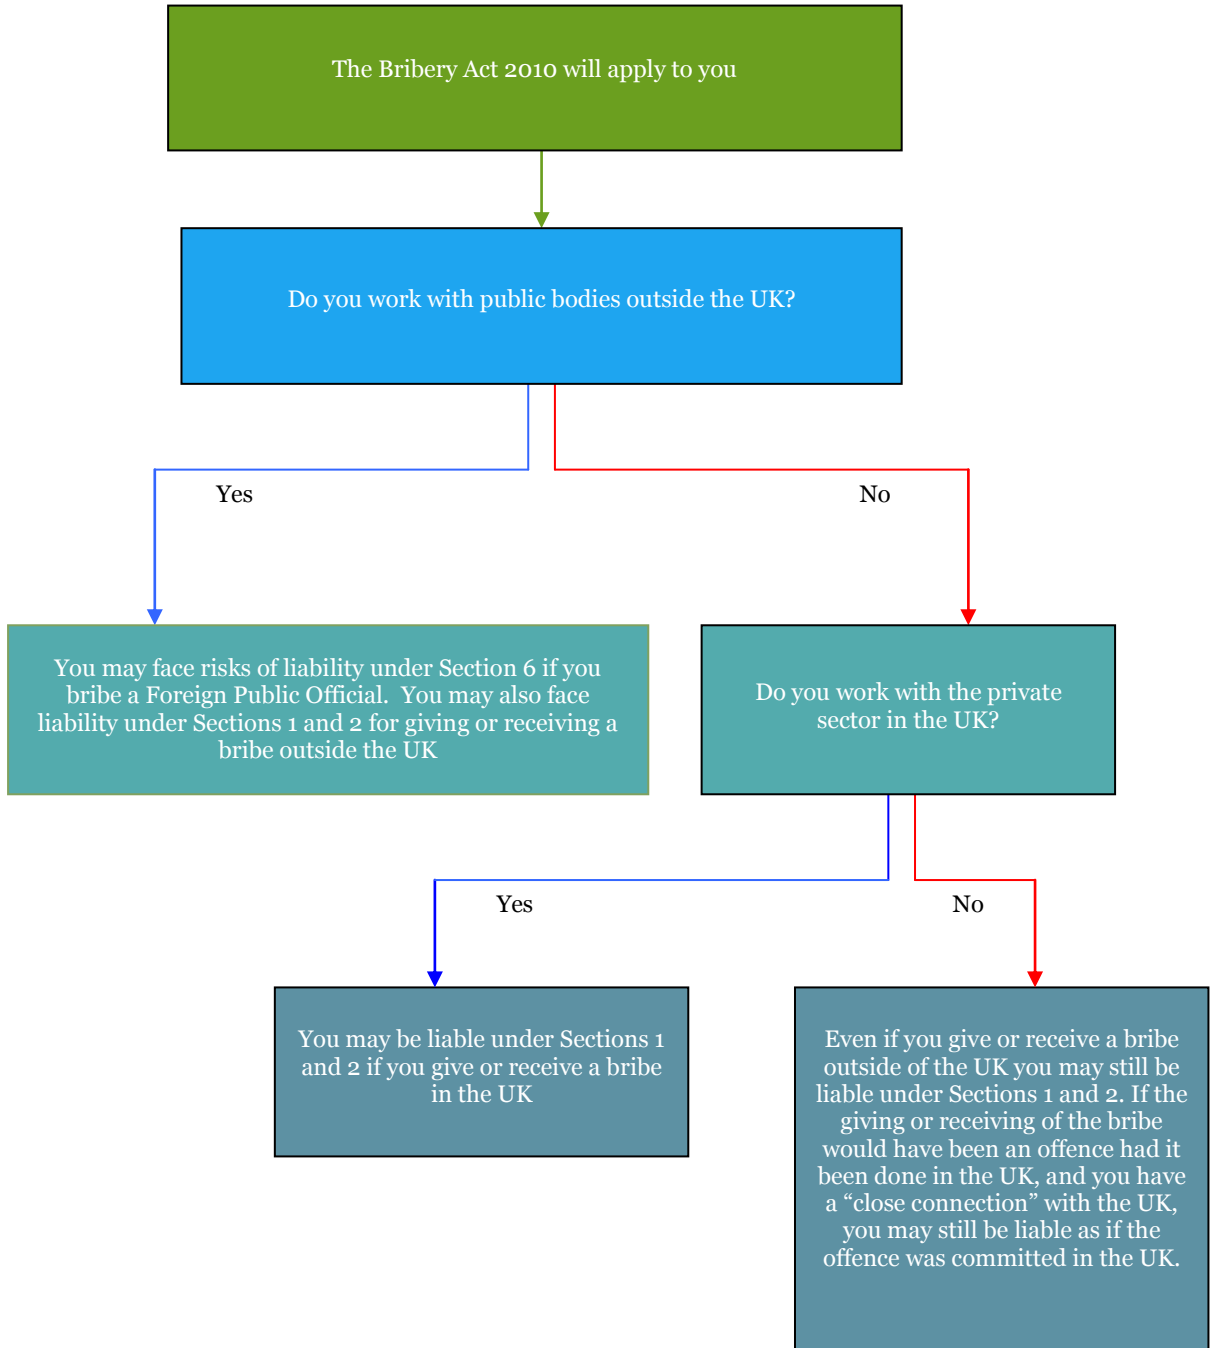 The Bribery Act 2010 will apply to you
Do you work with public bodies outside the UK?
Yes
No
You may face risks of liability under Section 6 if you
bribe a Foreign Public Official.  You may also face
liability under Sections 1 and 2 for giving or receiving a
bribe outside the UK
Do you work with the private
sector in the UK?
Yes
No
You may be liable under Sections 1
and 2 if you give or receive a bribe
in the UK
Even if you give or receive a bribe
outside of the UK you may still be
liable under Sections 1 and 2. If the
giving or receiving of the bribe
would have been an offence had it
been done in the UK, and you have
a “close connection” with the UK,
you may still be liable as if the
offence was committed in the UK.